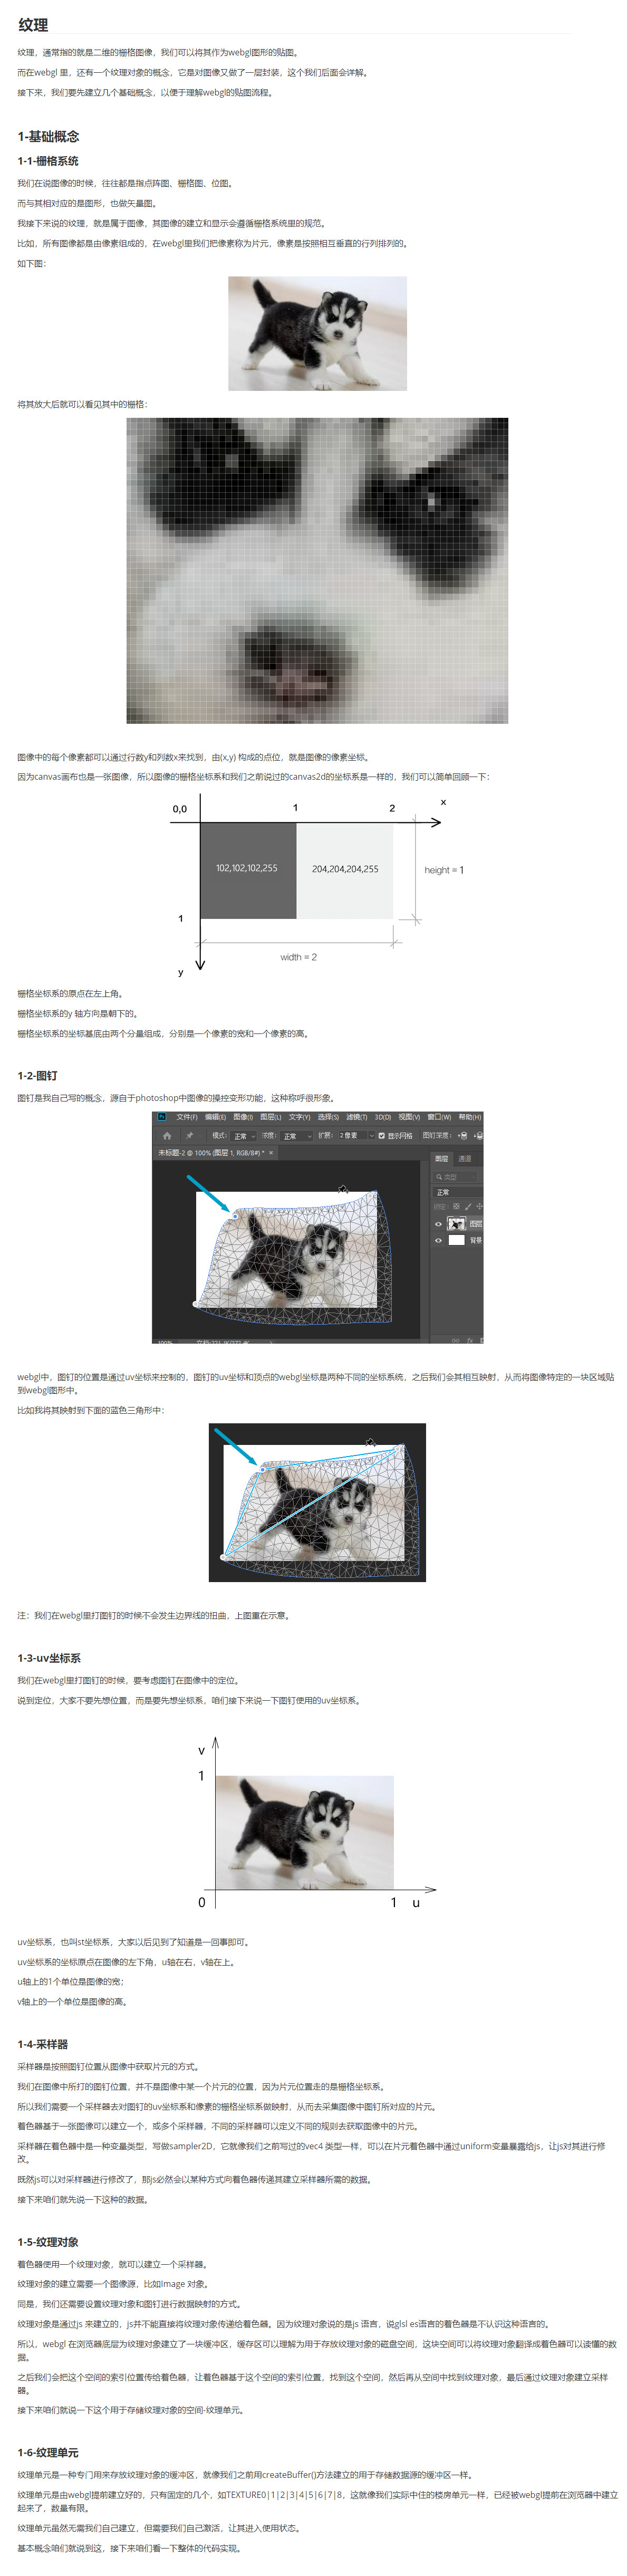 纹理
纹理，通常指的就是二维的栅格图像，我们可以将其作为webgl图形的贴图。
而在webgl 里，还有一个纹理对象的概念，它是对图像又做了一层封装，这个我们后面会详解。
接下来，我们要先建立几个基础概念，以便于理解webgl的贴图流程。
1-基础概念
1-1-栅格系统
我们在说图像的时候，往往都是指点阵图、栅格图、位图。
而与其相对应的是图形，也做矢量图。
我接下来说的纹理，就是属于图像，其图像的建立和显示会遵循栅格系统里的规范。
比如，所有图像都是由像素组成的，在webgl里我们把像素称为片元，像素是按照相互垂直的行列排列的。
如下图：
将其放大后就可以看见其中的栅格：
图像中的每个像素都可以通过行数y和列数x来找到，由(x,y) 构成的点位，就是图像的像素坐标。
因为canvas画布也是一张图像，所以图像的栅格坐标系和我们之前说过的canvas2d的坐标系是一样的，我们可以简单回顾一下：
0,0
1
2
x
102,102,102,255
204,204,204,255
height = 1
1
width = 2
y
栅格坐标系的原点在左上角。
栅格坐标系的y 轴方向是朝下的。
栅格坐标系的坐标基底由两个分量组成，分别是一个像素的宽和一个像素的高。
1-2-图钉
图钉是我自己写的概念，源自于photoshop中图像的操控变形功能，这种称呼很形象。
Ps 文件(F) 编辑(E) 图像(I) 图层(L) 文字(Y) 选择(S) 滤镜(T) 3D(D) 视图(V) 窗口(W) 帮助(H)
模式： 正常 浓度： 正常 扩展： 2 像素 显示网格 图钉深度：
未标题-2 @ 100% (图层 1, RGB/8#) * ×
图层 通道
类型
正常
锁定：
图层
背景
100%
webgl中，图钉的位置是通过uv坐标来控制的，图钉的uv坐标和顶点的webgl坐标是两种不同的坐标系统，之后我们会其相互映射，从而将图像特定的一块区域贴
到webgl图形中。
比如我将其映射到下面的蓝色三角形中：
注：我们在webgl里打图钉的时候不会发生边界线的扭曲，上图重在示意。
1-3-uv坐标系
我们在webgl里打图钉的时候，要考虑图钉在图像中的定位。
说到定位，大家不要先想位置，而是要先想坐标系，咱们接下来说一下图钉使用的uv坐标系。
v
1
0
1
u
uv坐标系，也叫st坐标系，大家以后见到了知道是一回事即可。
uv坐标系的坐标原点在图像的左下角，u轴在右，v轴在上。
u轴上的1个单位是图像的宽；
v轴上的一个单位是图像的高。
1-4-采样器
采样器是按照图钉位置从图像中获取片元的方式。
我们在图像中所打的图钉位置，并不是图像中某一个片元的位置，因为片元位置走的是栅格坐标系。
所以我们需要一个采样器去对图钉的uv坐标系和像素的栅格坐标系做映射，从而去采集图像中图钉所对应的片元。
着色器基于一张图像可以建立一个，或多个采样器，不同的采样器可以定义不同的规则去获取图像中的片元。
采样器在着色器中是一种变量类型，写做sampler2D，它就像我们之前写过的vec4 类型一样，可以在片元着色器中通过uniform变量暴露给js，让js对其进行修
改。
既然js可以对采样器进行修改了，那js必然会以某种方式向着色器传递其建立采样器所需的数据。
接下来咱们就先说一下这种的数据。
1-5-纹理对象
着色器使用一个纹理对象，就可以建立一个采样器。
纹理对象的建立需要一个图像源，比如Image 对象。
同是，我们还需要设置纹理对象和图钉进行数据映射的方式。
纹理对象是通过js 来建立的，js并不能直接将纹理对象传递给着色器。因为纹理对象说的是js 语言，说glsl es语言的着色器是不认识这种语言的。
所以，webgl 在浏览器底层为纹理对象建立了一块缓冲区，缓存区可以理解为用于存放纹理对象的磁盘空间，这块空间可以将纹理对象翻译成着色器可以读懂的数
据。
之后我们会把这个空间的索引位置传给着色器，让着色器基于这个空间的索引位置，找到这个空间，然后再从空间中找到纹理对象，最后通过纹理对象建立采样
器。
接下来咱们就说一下这个用于存储纹理对象的空间-纹理单元。
1-6-纹理单元
纹理单元是一种专门用来存放纹理对象的缓冲区，就像我们之前用createBuffer()方法建立的用于存储数据源的缓冲区一样。
纹理单元是由webgl提前建立好的，只有固定的几个，如TEXTURE0|1|2|3|4|5|6|7|8，这就像我们实际中住的楼房单元一样，已经被webgl提前在浏览器中建立
起来了，数量有限。
纹理单元虽然无需我们自己建立，但需要我们自己激活，让其进入使用状态。
基本概念咱们就说到这，接下来咱们看一下整体的代码实现。